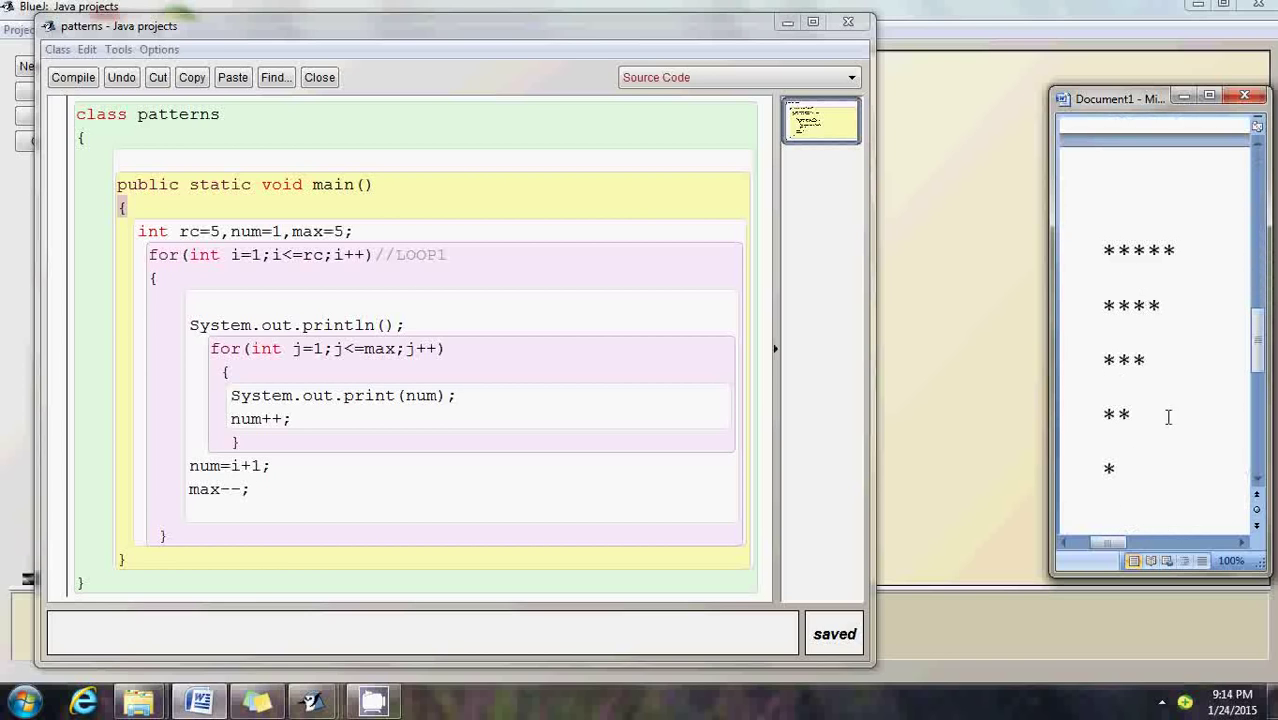 BlueJ: Java projects
patterns - Java projects
Class Edit Tools Options
Compile Undo Cut Copy Paste Find... Close Source Code
class patterns
{
public static void main()
{
int rc=5,num=1,max=5;
for(int i=1;i<=rc;i++)//LOOP1
{
System.out.println();
for(int j=1;j<=max;j++)
{
System.out.print(num);
num++;
}
num=i+1;
max--;
}
}
}
saved
Document1 - Mi...
*****
****
***
**
*
100%
9:14 PM
1/24/2015